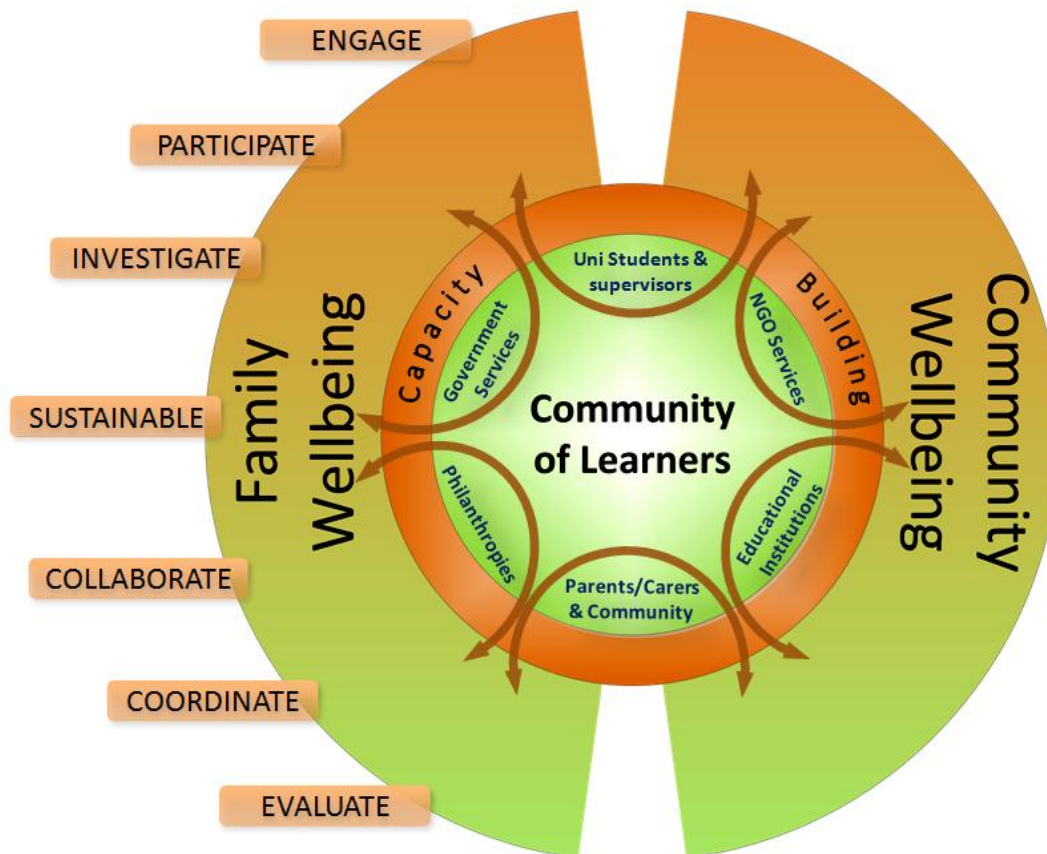 ENGAGE
PARTICIPATE
INVESTIGATE
SUSTAINABLE
COLLABORATE
COORDINATE
EVALUATE
Family
Wellbeing
Capacity
Building
Uni Students &
supervisors
Government
Services
NGO Services
Community
of Learners
Philanthropies
Parents/Carers
& Community
Educational
Institutions
Community
Wellbeing